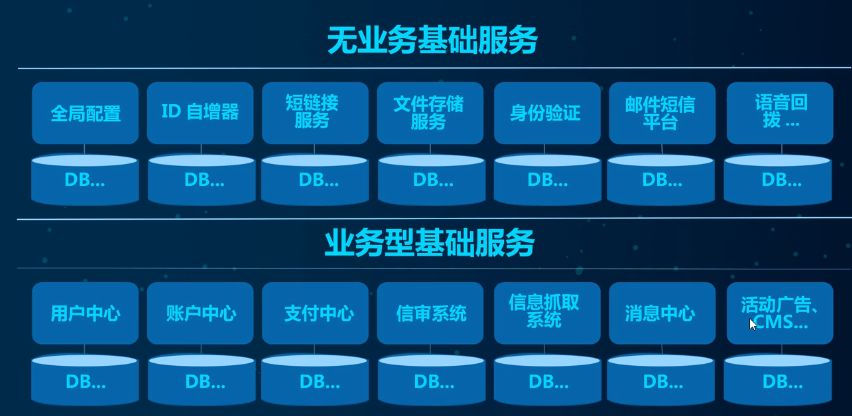 无业务基础服务
全局配置
ID 自增器
短链接
服务
文件存储
服务
身份验证
邮件短信
平台
语音回
拨 ...
DB...
DB...
DB...
DB...
DB...
DB...
DB...
业务型基础服务
用户中心
账户中心
支付中心
信审系统
信息抓取
系统
消息中心
活动广告、
CMS...
DB...
DB...
DB...
DB...
DB...
DB...
DB...